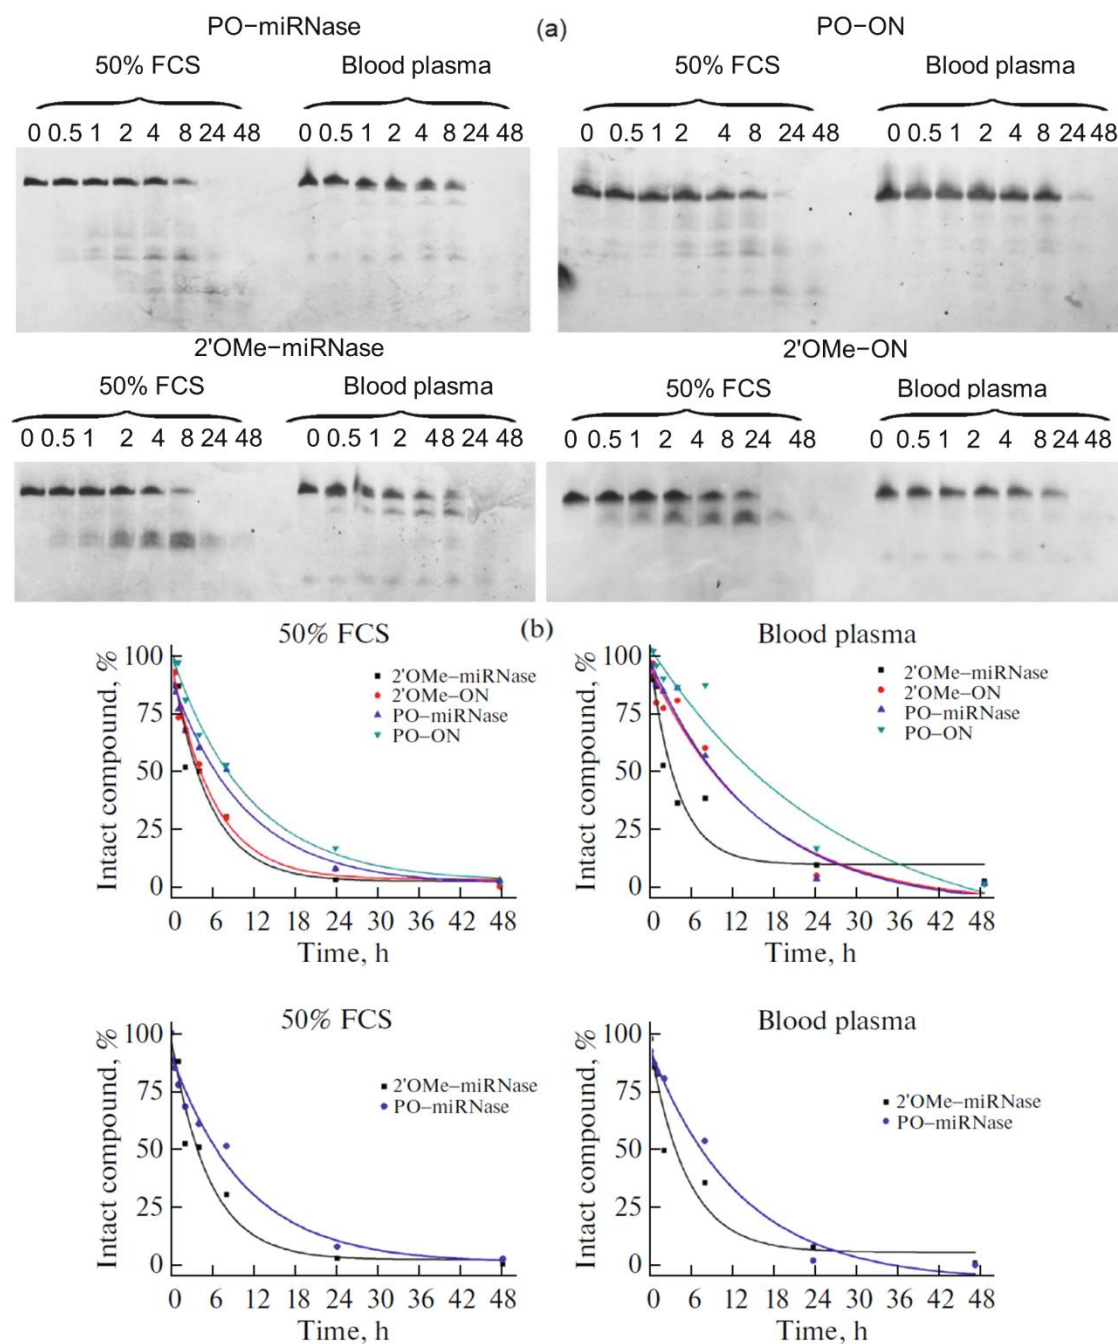 PO−miRNase (a) PO−ON
50% FCS Blood plasma 50% FCS Blood plasma
0 0.5 1 2 4 8 24 48 0 0.5 1 2 4 8 24 48 0 0.5 1 2 4 8 24 48 0 0.5 1 2 4 8 24 48
2'OMe−miRNase 2'OMe−ON
50% FCS Blood plasma 50% FCS Blood plasma
0 0.5 1 2 4 8 24 48 0 0.5 1 2 48 24 48 0 0.5 1 2 4 8 24 48 0 0.5 1 2 4 8 24 48
50% FCS (b) Blood plasma
Intact compound, %
100
75
50
25
0
2'OMe−miRNase
2'OMe−ON
PO−miRNase
PO−ON
0 6 12 18 24 30 36 42 48
Time, h
Intact compound, %
100
75
50
25
0
2'OMe−miRNase
2'OMe−ON
PO−miRNase
PO−ON
0 6 12 18 24 30 36 42 48
Time, h
50% FCS Blood plasma
Intact compound, %
100
75
50
25
0
2'OMe−miRNase
PO−miRNase
0 6 12 18 24 30 36 42 48
Time, h
Intact compound, %
100
75
50
25
0
2'OMe−miRNase
PO−miRNase
0 6 12 18 24 30 36 42 48
Time, h